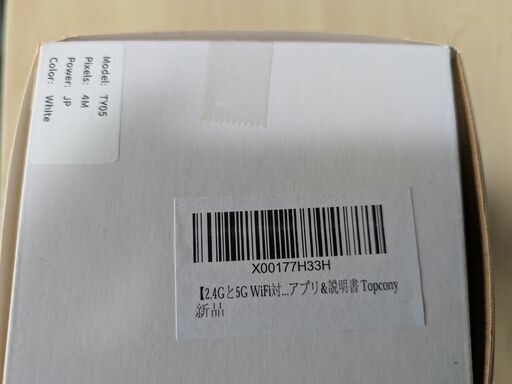 Model: TY05
Pixels: 4M
Power: JP
Color: White
X00177H33H
【2.4Gと5G WiFi対...アプリ&説明書 Topcony
新品